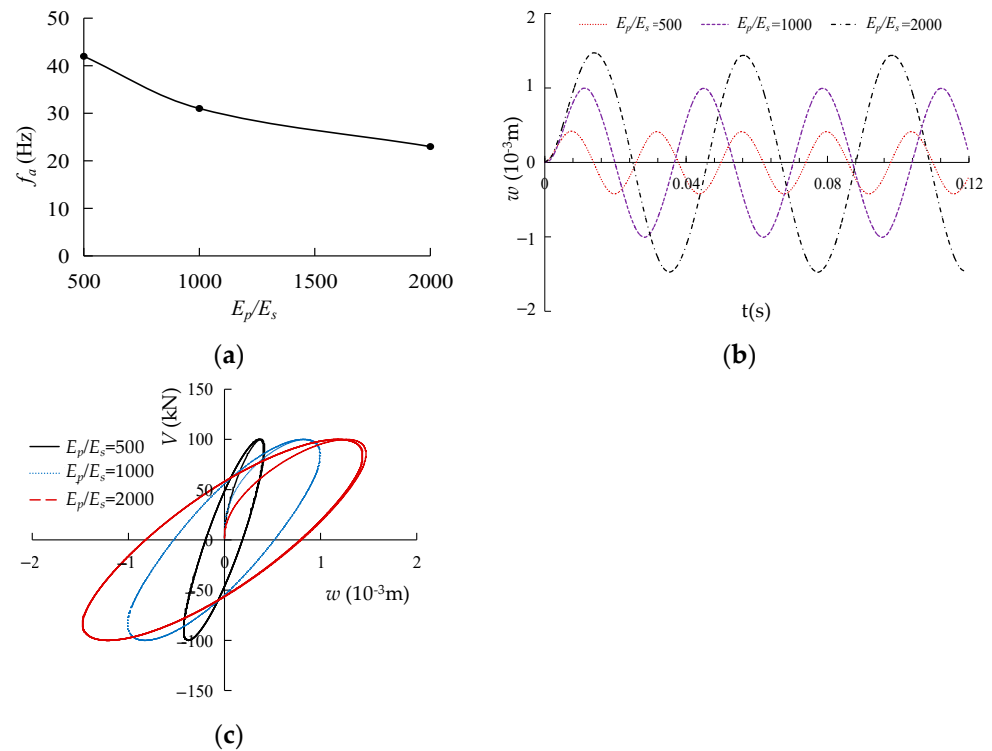 50
40
30
20
10
0
f_a (Hz)
500 1000 1500 2000
E_p/E_s
(a)
E_p/E_s=500 E_p/E_s=1000 E_p/E_s=2000
2
1
0
−1
−2
w (10⁻³m)
0 0.04 0.08 0.12
t(s)
(b)
150
100
50
0
−50
−100
−150
V (kN)
E_p/E_s=500
E_p/E_s=1000
E_p/E_s=2000
−2 −1 0 1 2
w (10⁻³m)
(c)